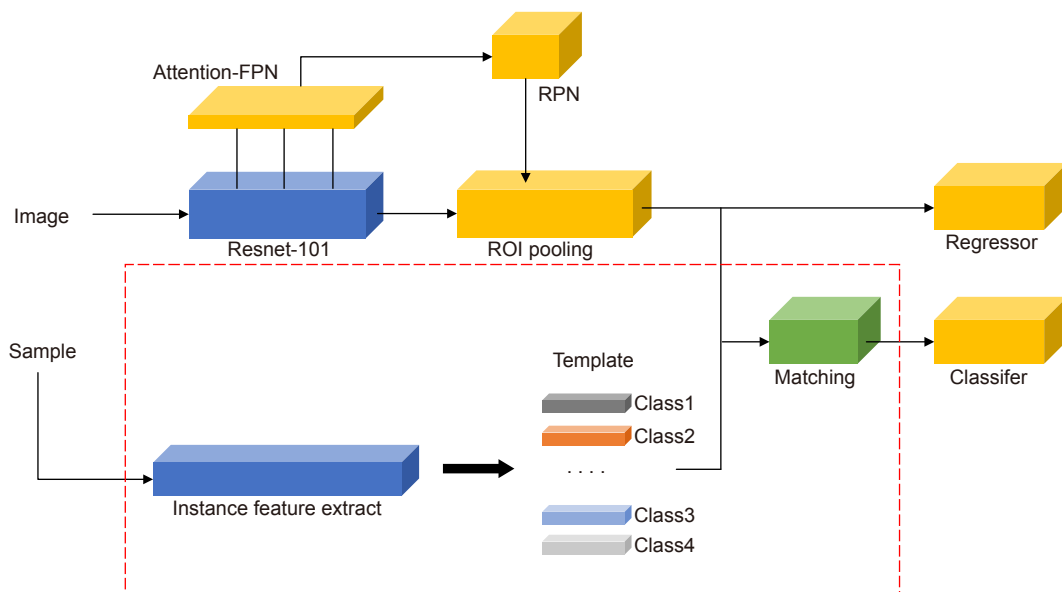 Attention-FPN
RPN
Image
Resnet-101
ROI pooling
Regressor
Sample
Template
Matching
Classifer
Class1
Class2
. . . .
Instance feature extract
Class3
Class4